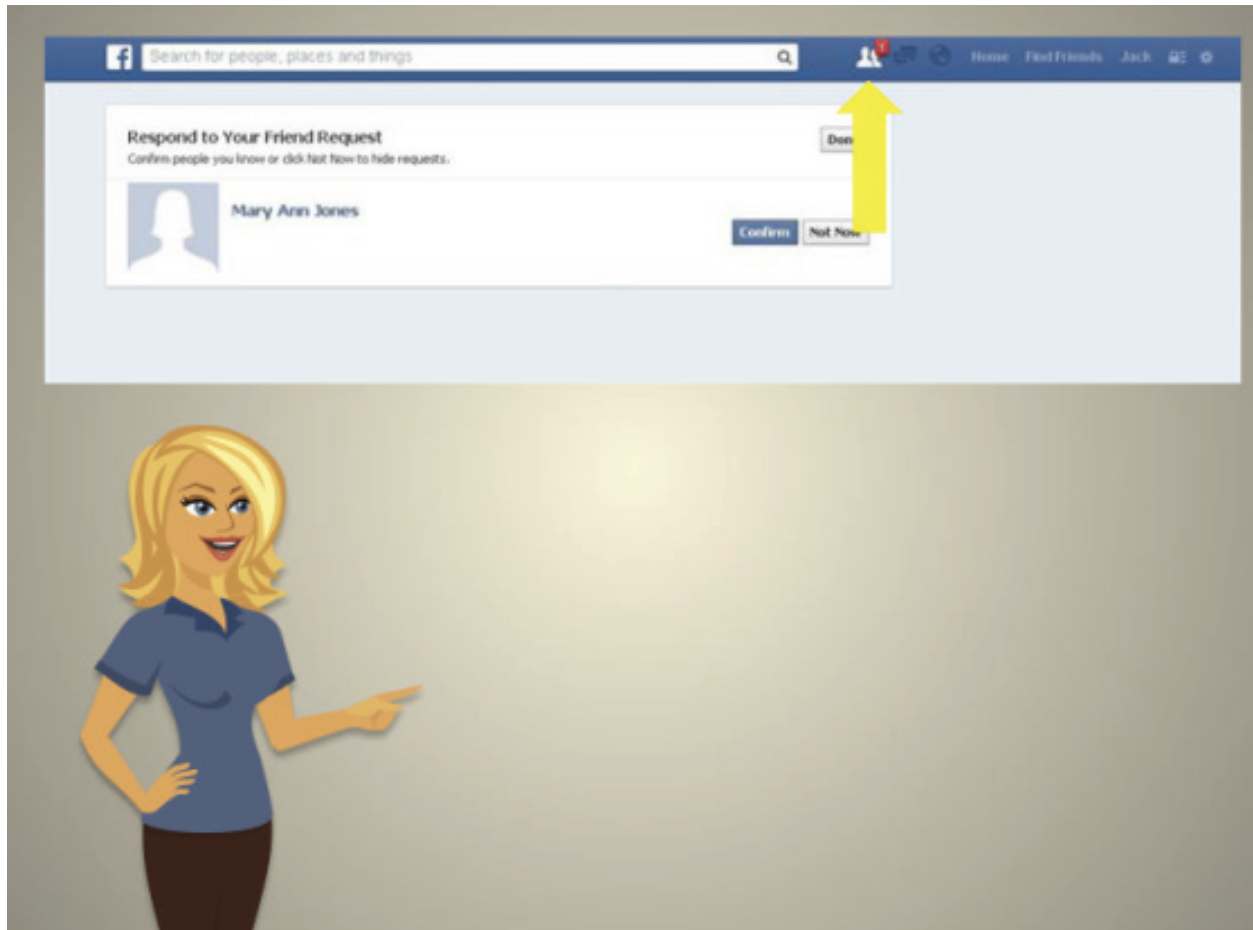 f
Search for people, places and things
1
Home Find Friends Jack
Respond to Your Friend Request
Confirm people you know or click Not Now to hide requests.
Mary Ann Jones
Confirm
Not Now